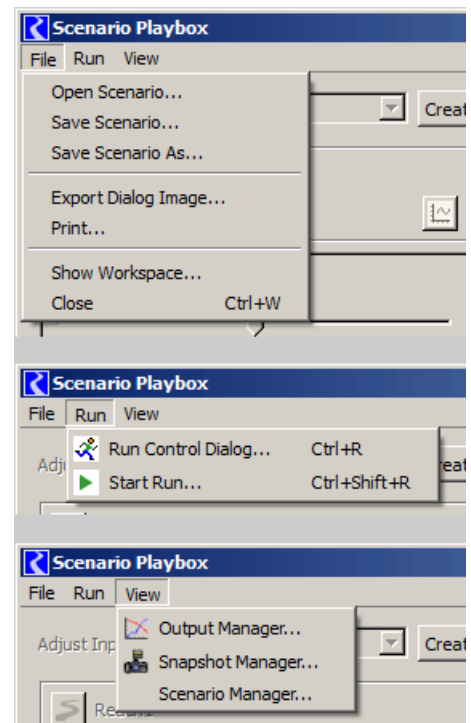 Scenario Playbox
File Run View
Open Scenario...
Save Scenario...
Save Scenario As...
Export Dialog Image...
Print...
Show Workspace...
Close Ctrl+W
Creat
Scenario Playbox
File Run View
Run Control Dialog... Ctrl+R
Start Run... Ctrl+Shift+R
Adj
reat
Scenario Playbox
File Run View
Output Manager...
Snapshot Manager...
Scenario Manager...
Adjust Inp
Creat